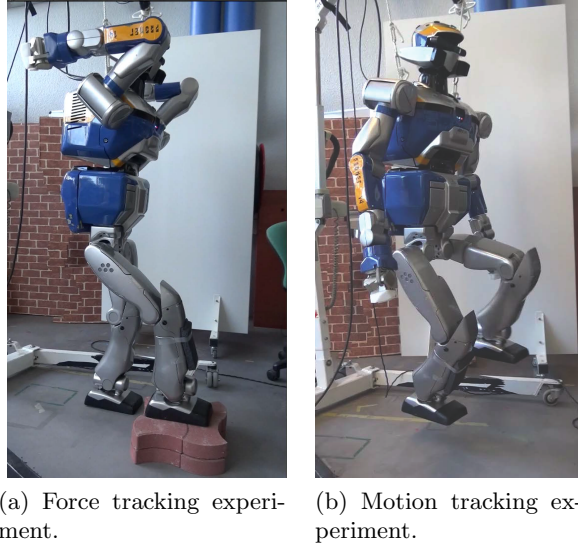 (a) Force tracking experi-
ment.
(b) Motion tracking ex-
periment.